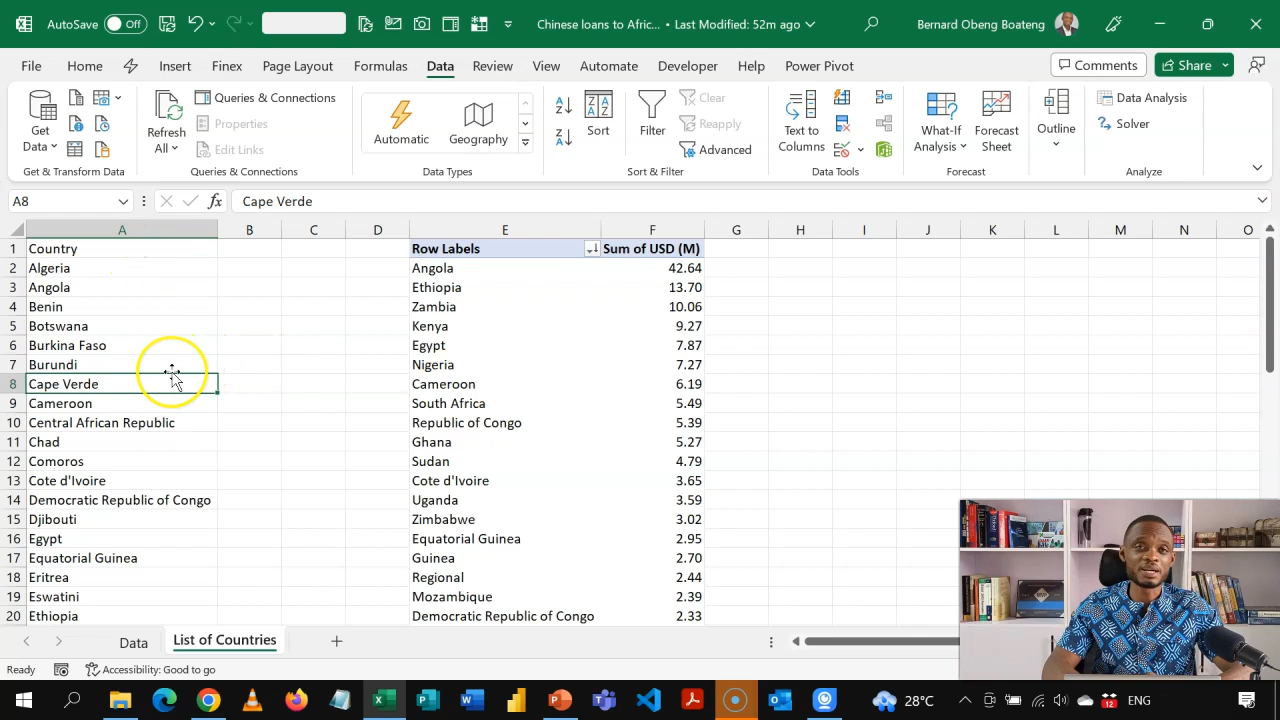 AutoSave Off Chinese loans to Afric... • Last Modified: 52m ago Bernard Obeng Boateng
File Home Insert Finex Page Layout Formulas Data Review View Automate Developer Help Power Pivot Comments Share
Get Data
Refresh All
Queries & Connections
Properties
Edit Links
Automatic Geography
Sort
Filter
Clear
Reapply
Advanced
Text to Columns
What-If Analysis
Forecast Sheet
Outline
Data Analysis
Solver
Get & Transform Data Queries & Connections Data Types Sort & Filter Data Tools Forecast Analyze
A8 fx Cape Verde
A B C D E F G H I J K L M N O
1 Country Row Labels Sum of USD (M)
2 Algeria Angola 42.64
3 Angola Ethiopia 13.70
4 Benin Zambia 10.06
5 Botswana Kenya 9.27
6 Burkina Faso Egypt 7.87
7 Burundi Nigeria 7.27
8 Cape Verde Cameroon 6.19
9 Cameroon South Africa 5.49
10 Central African Republic Republic of Congo 5.39
11 Chad Ghana 5.27
12 Comoros Sudan 4.79
13 Cote d'Ivoire Cote d'Ivoire 3.65
14 Democratic Republic of Congo Uganda 3.59
15 Djibouti Zimbabwe 3.02
16 Egypt Equatorial Guinea 2.95
17 Equatorial Guinea Guinea 2.70
18 Eritrea Regional 2.44
19 Eswatini Mozambique 2.39
20 Ethiopia Democratic Republic of Congo 2.33
Data List of Countries
Ready Accessibility: Good to go
28°C 12 ENG